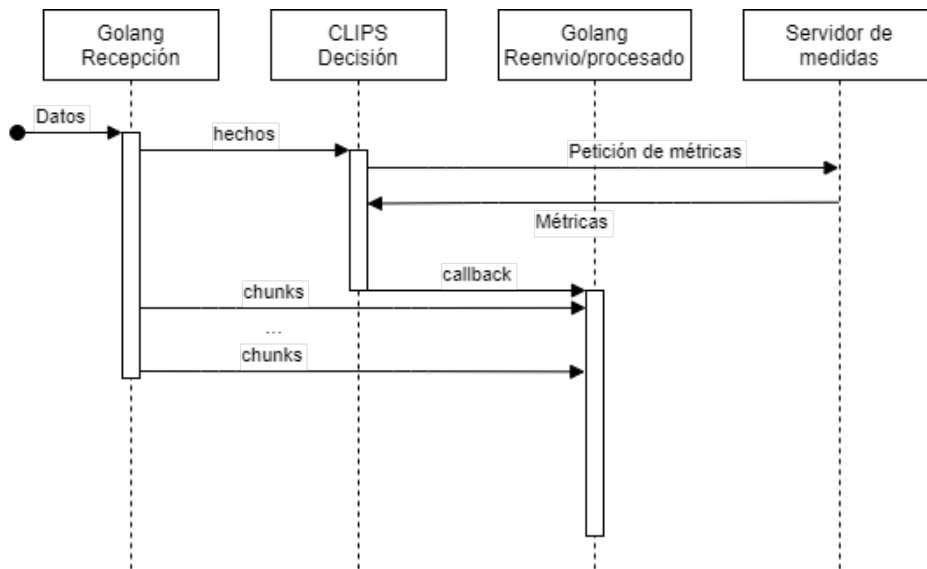 Golang
Recepción
CLIPS
Decisión
Golang
Reenvio/procesado
Servidor de
medidas
Datos
hechos
Petición de métricas
Métricas
callback
chunks
...
chunks